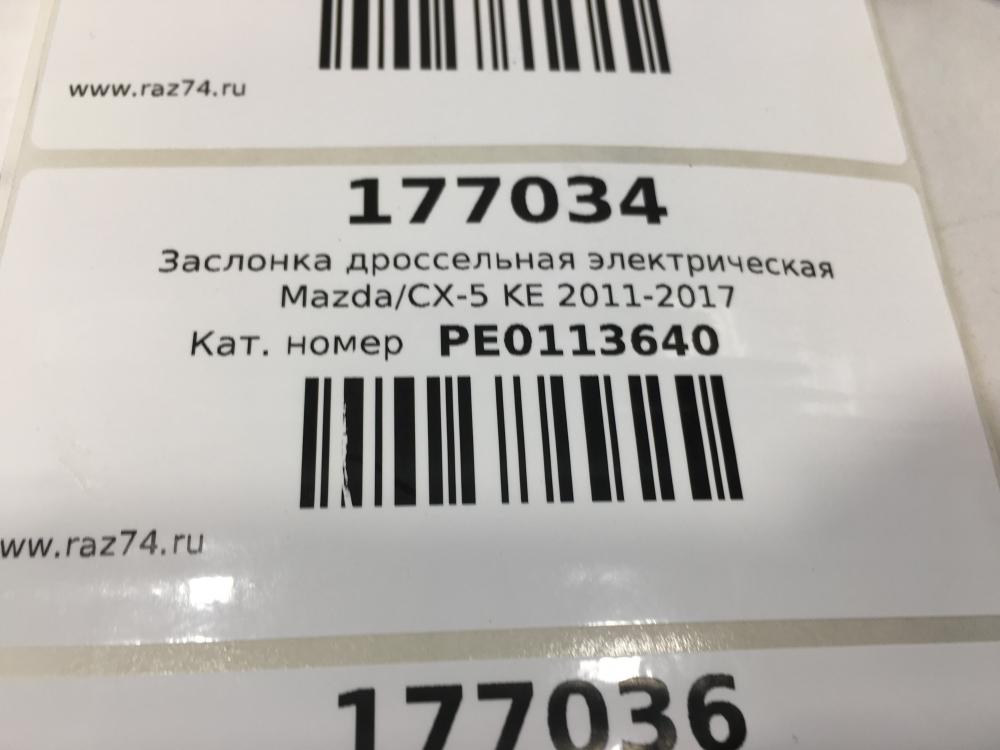 www.raz74.ru
177034
Заслонка дроссельная электрическая
Mazda/CX-5 KE 2011-2017
Кат. номер PE0113640
ww.raz74.ru
177036